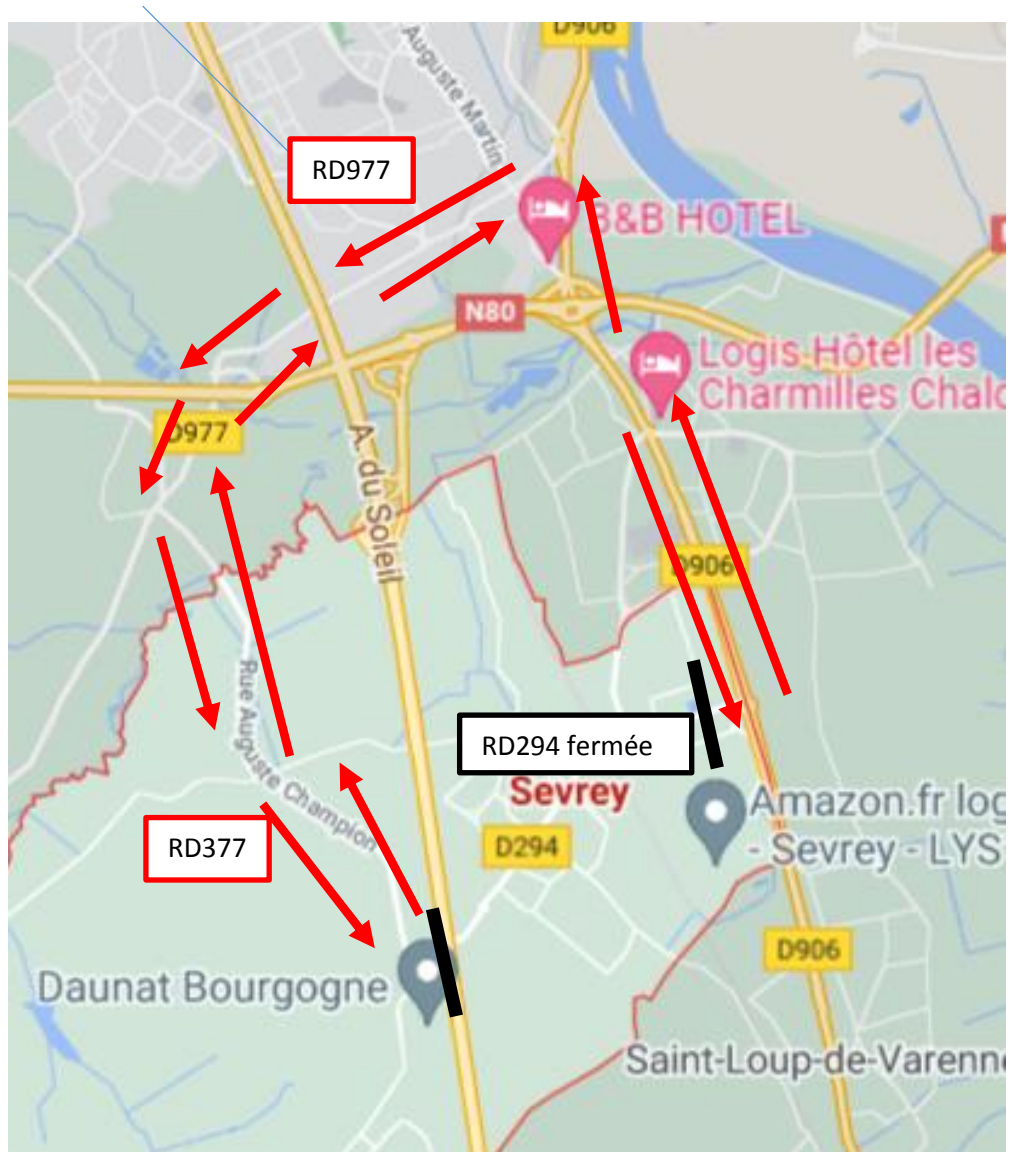 D906
Auguste Martin
RD977
B&B HOTEL
N80
Logis Hôtel les
Charmilles Chalo
D977
A. du Soleil
D906
Rue Auguste Champion
RD294 fermée
Sevrey
Amazon.fr log
- Sevrey - LYS
RD377
D294
D906
Daunat Bourgogne
Saint-Loup-de-Varenn